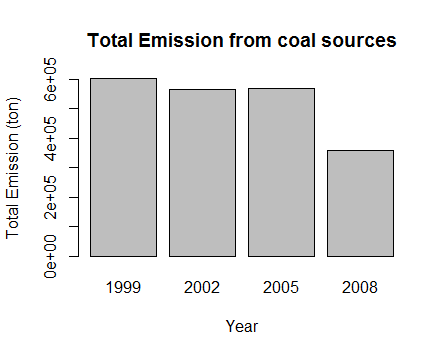 Total Emission from coal sources
Total Emission (ton)
6e+05
4e+05
2e+05
0e+00
1999 2002 2005 2008
Year